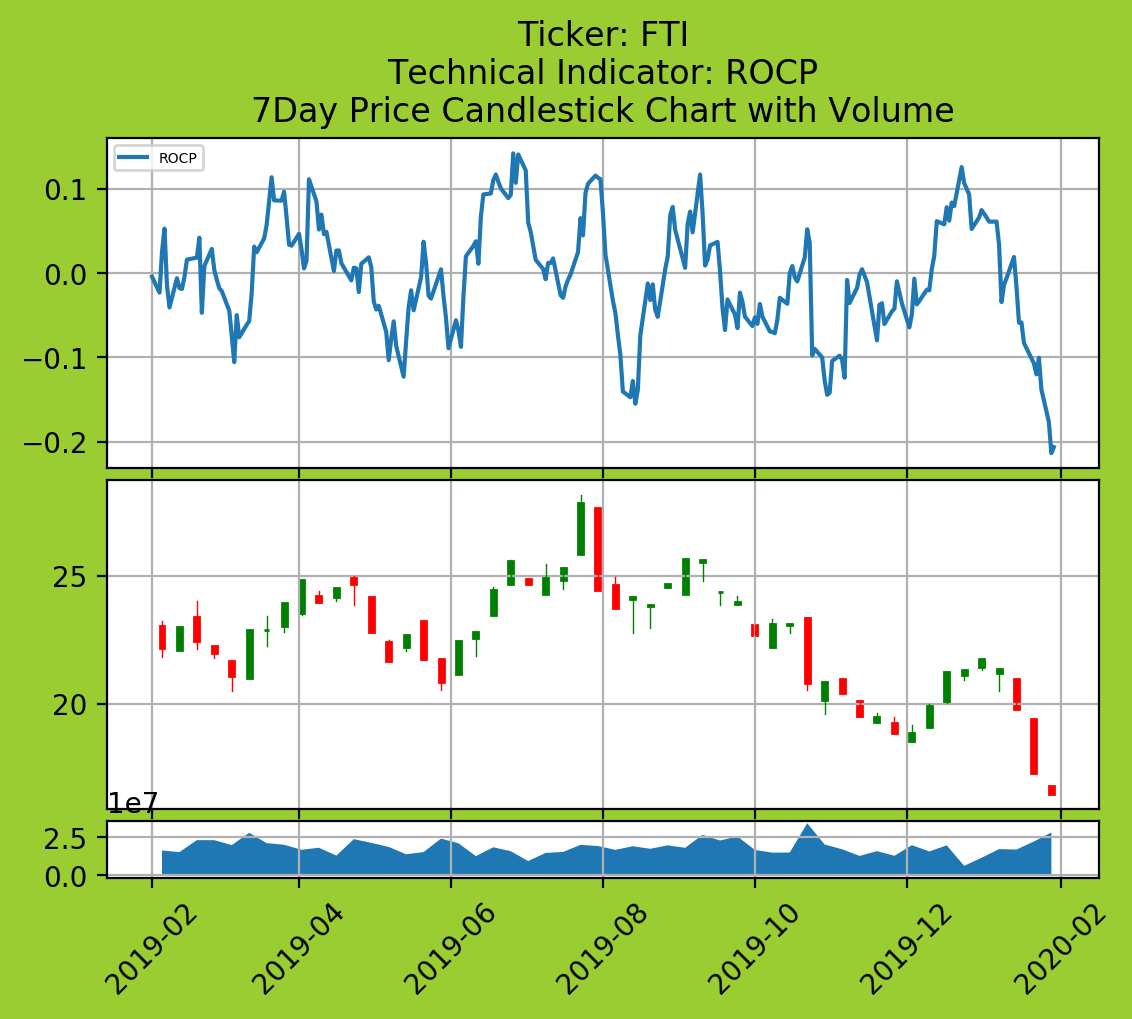 Ticker: FTI
Technical Indicator: ROCP
7Day Price Candlestick Chart with Volume
ROCP
0.1
0.0
−0.1
−0.2
25
20
1e7
2.5
0.0
2019-02 2019-04 2019-06 2019-08 2019-10 2019-12 2020-02